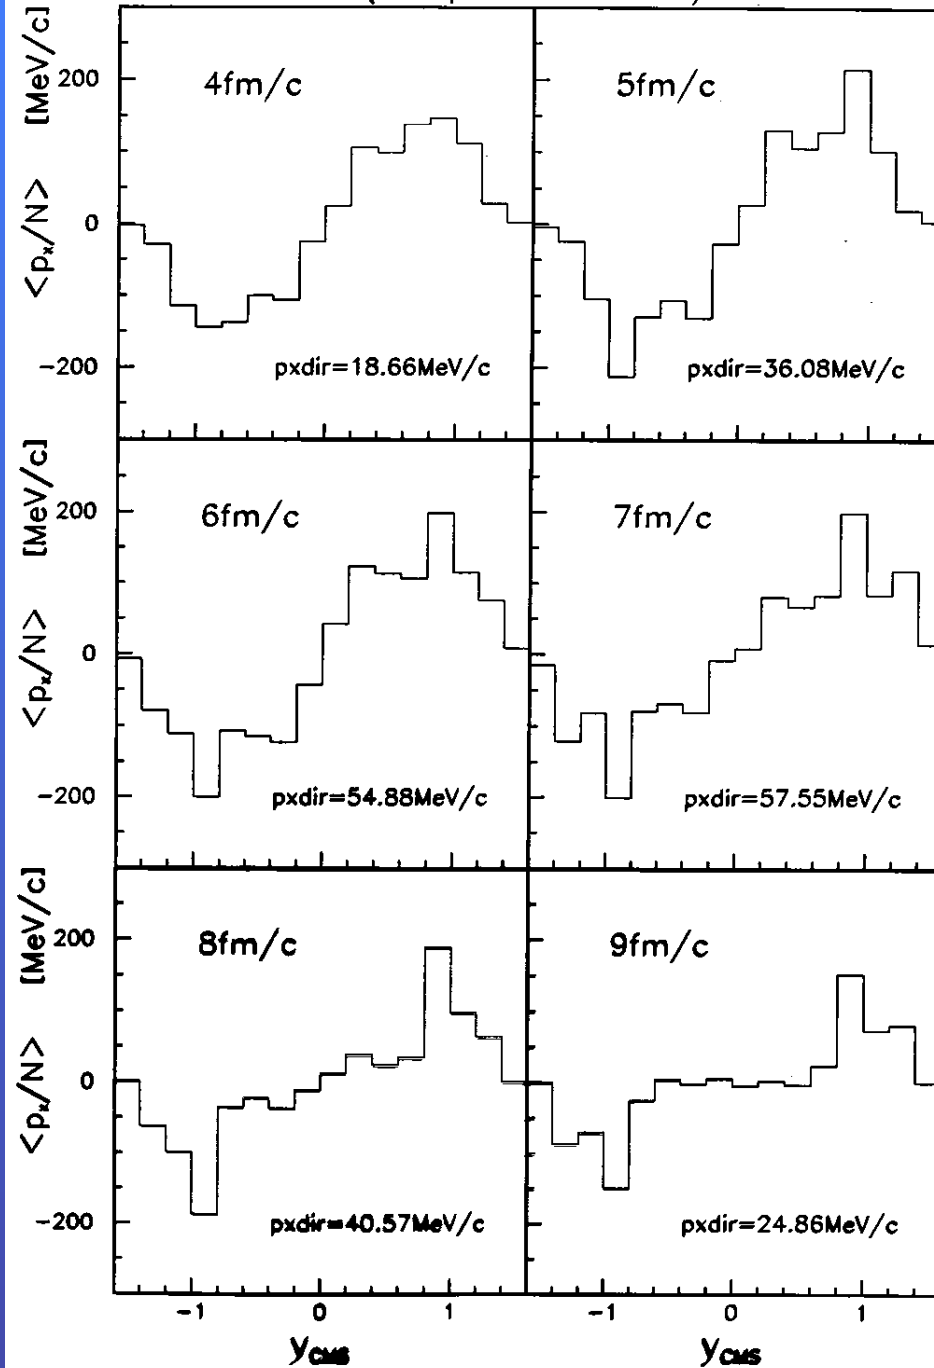 [MeV/c]
<pₓ/N>
200
0
−200
4fm/c
pxdir=18.66MeV/c
5fm/c
pxdir=36.08MeV/c
[MeV/c]
<pₓ/N>
200
0
−200
6fm/c
pxdir=54.88MeV/c
7fm/c
pxdir=57.55MeV/c
[MeV/c]
<pₓ/N>
200
0
−200
8fm/c
pxdir=40.57MeV/c
9fm/c
pxdir=24.86MeV/c
−1 0 1
−1 0 1
y_CMS
y_CMS